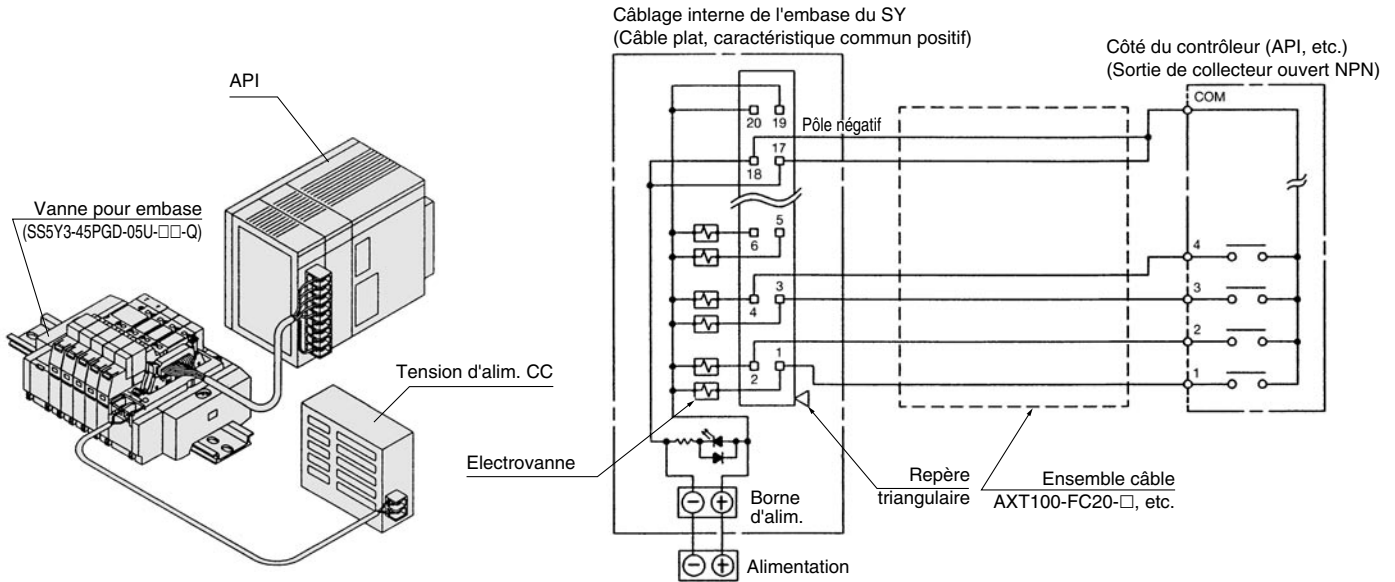 Câblage interne de l'embase du SY
(Câble plat, caractéristique commun positif)
Côté du contrôleur (API, etc.)
(Sortie de collecteur ouvert NPN)
API
COM
20 19
Pôle négatif
17
18
Vanne pour embase
(SS5Y3-45PGD-05U-□□-Q)
5
6
4
3
4
3
2
1
2
1
Tension d'alim. CC
Electrovanne
Repère
triangulaire
Ensemble câble
AXT100-FC20-□, etc.
− +
Borne
d'alim.
− +
Alimentation